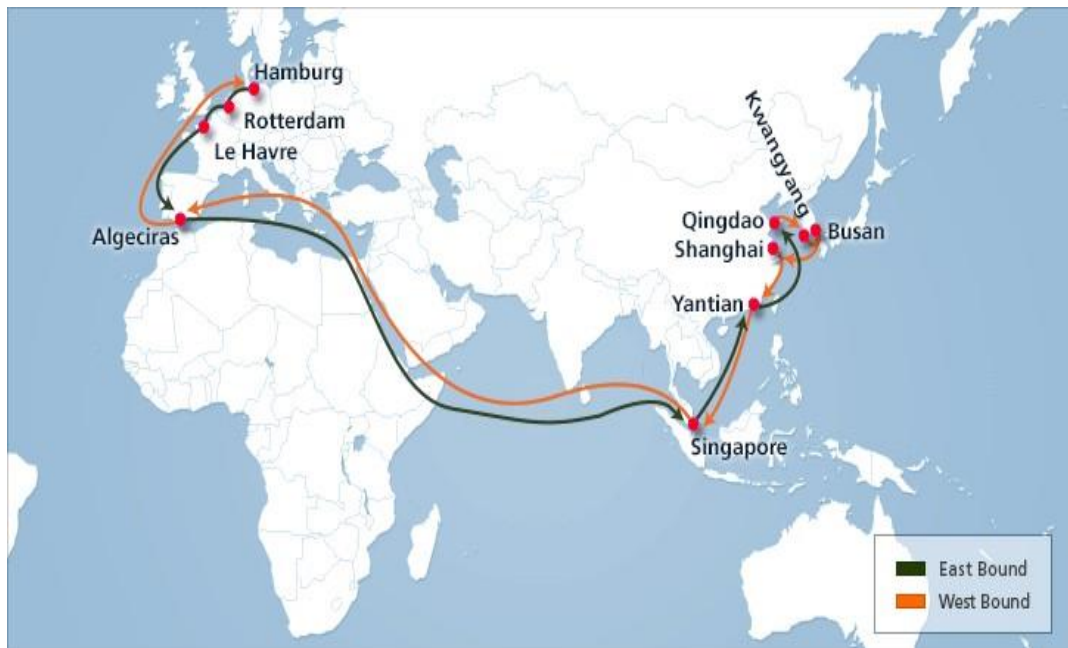 Hamburg
Rotterdam
Le Havre
Algeciras
Kwangyang
Qingdao
Busan
Shanghai
Yantian
Singapore
East Bound
West Bound